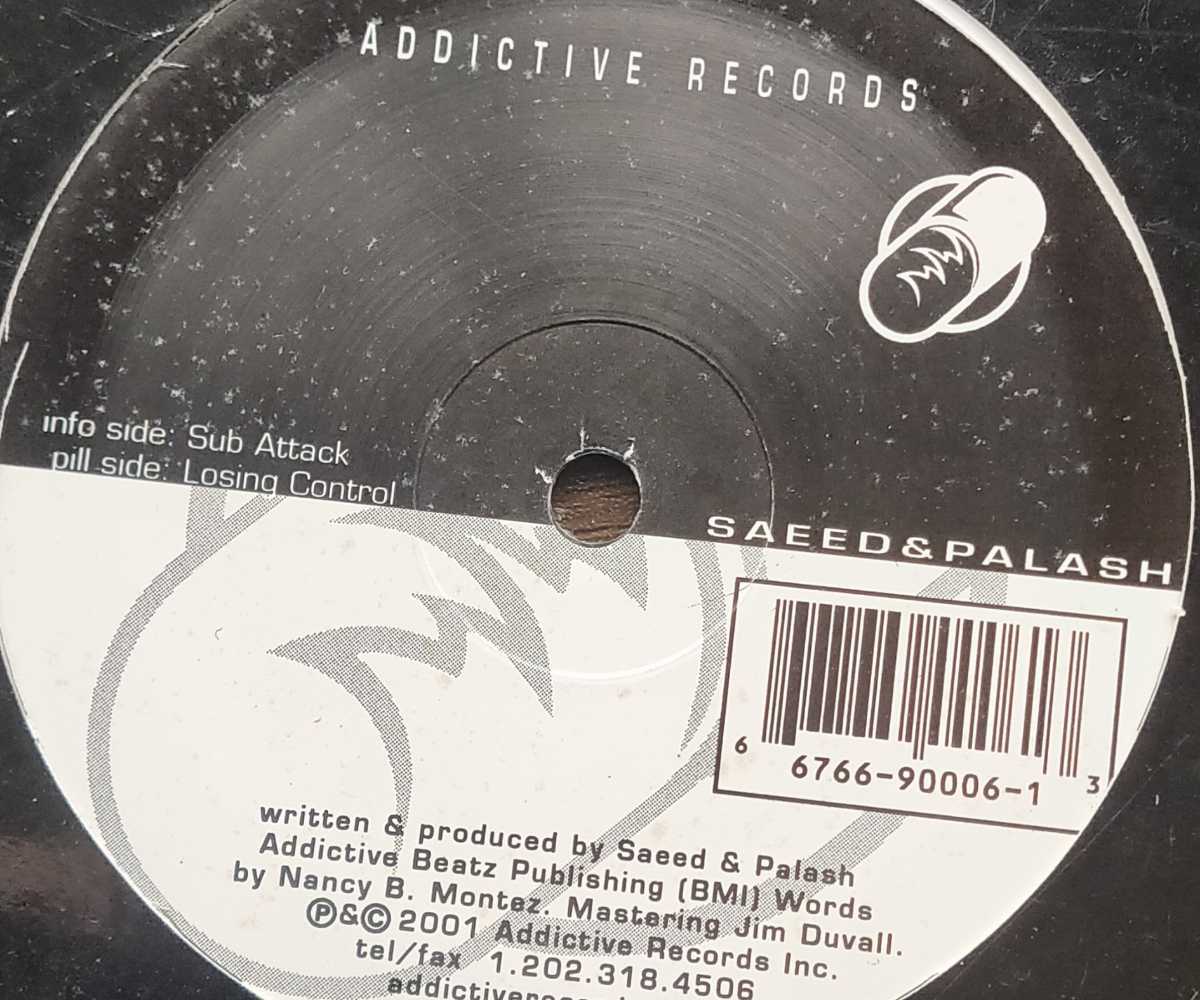 ADDICTIVE RECORDS
info side: Sub Attack
pill side: Losing Control
SAEED&PALASH
6 6766-90006-1 3
written & produced by Saeed & Palash
Addictive Beatz Publishing (BMI) Words
by Nancy B. Montez. Mastering Jim Duvall.
℗&© 2001 Addictive Records Inc.
tel/fax 1.202.318.4506